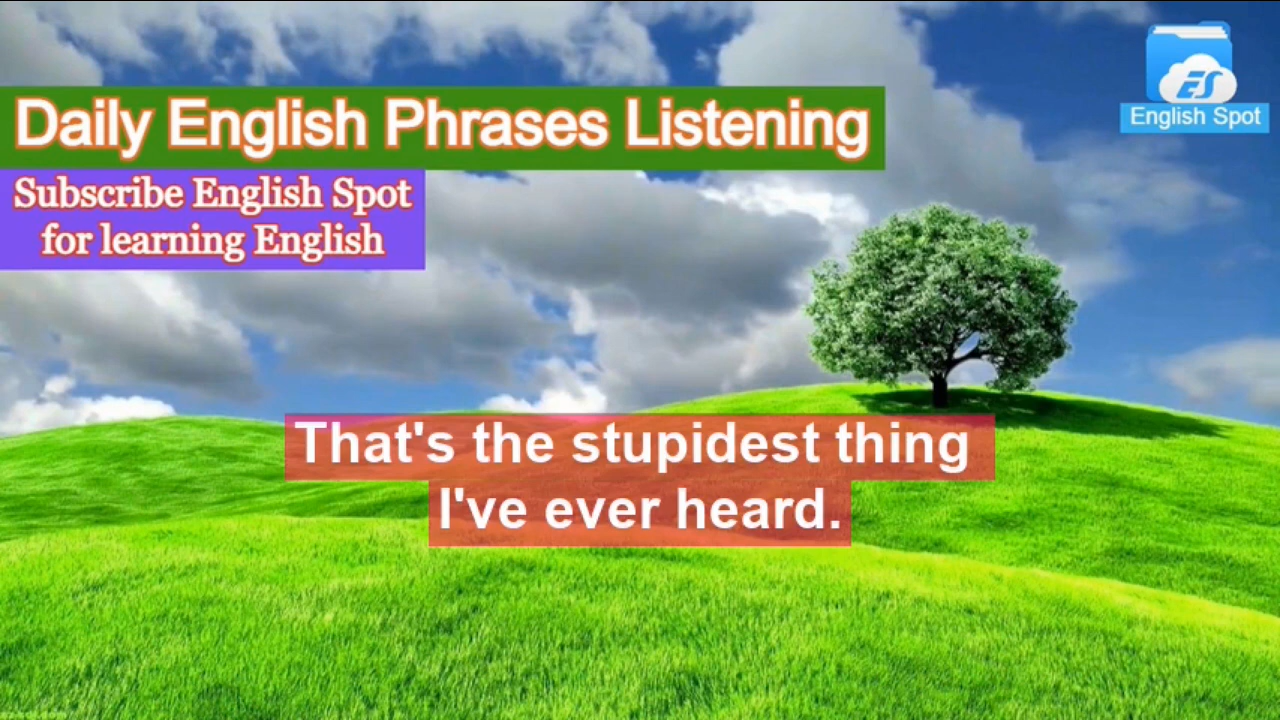 Daily English Phrases Listening
Subscribe English Spot
for learning English
ES
English Spot
That's the stupidest thing
I've ever heard.